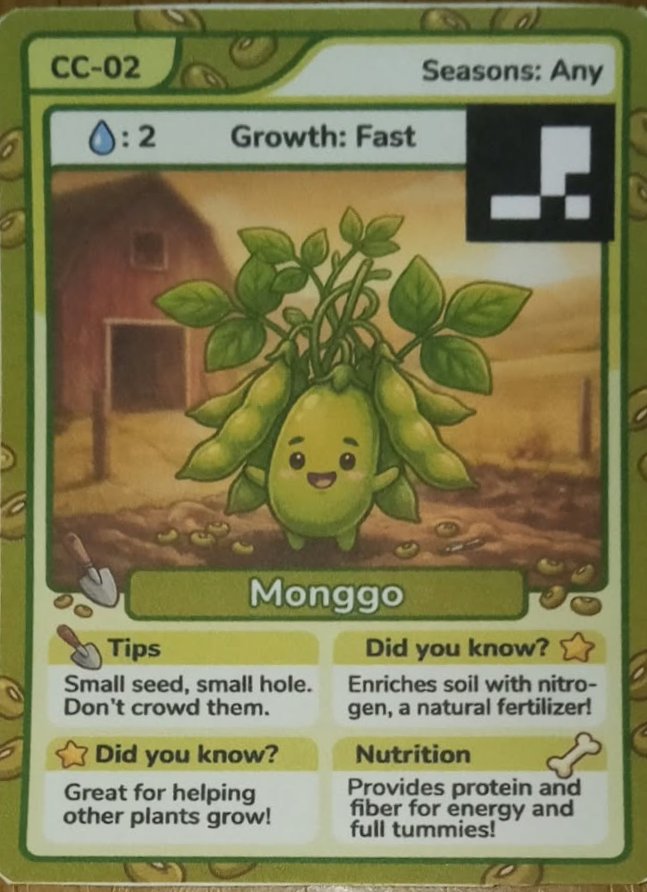 CC-02
Seasons: Any
: 2
Growth: Fast
Monggo
Tips
Small seed, small hole.
Don't crowd them.
Did you know?
Enriches soil with nitro-
gen, a natural fertilizer!
Did you know?
Great for helping
other plants grow!
Nutrition
Provides protein and
fiber for energy and
full tummies!